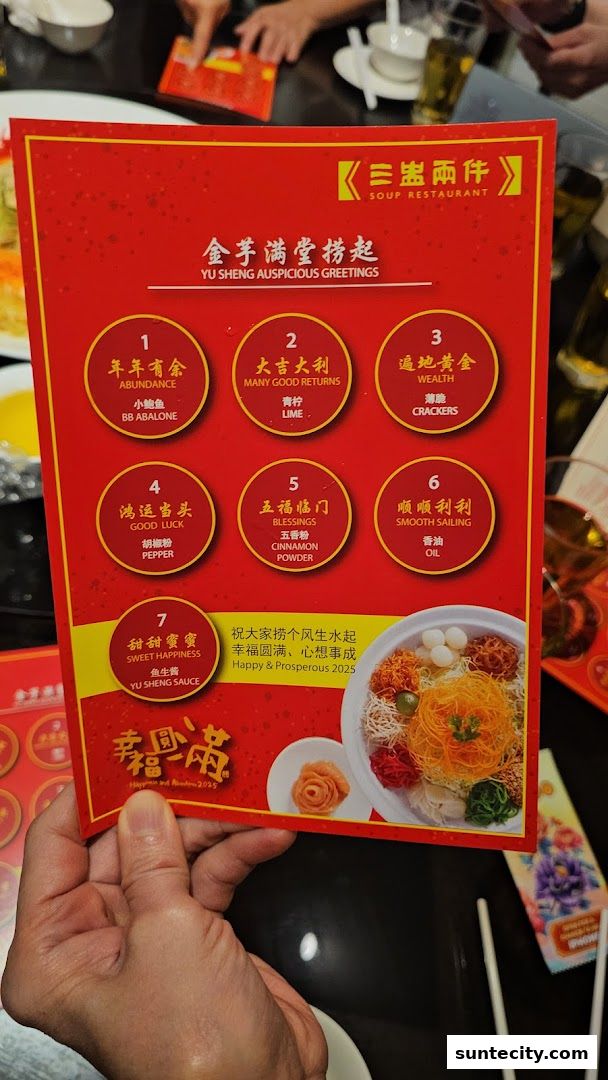 三盅兩件
SOUP RESTAURANT
金芋满堂捞起
YU SHENG AUSPICIOUS GREETINGS
1
年年有余
ABUNDANCE
小鲍鱼
BB ABALONE
2
大吉大利
MANY GOOD RETURNS
青柠
LIME
3
遍地黄金
WEALTH
薄脆
CRACKERS
4
鸿运当头
GOOD LUCK
胡椒粉
PEPPER
5
五福临门
BLESSINGS
五香粉
CINNAMON
POWDER
6
顺顺利利
SMOOTH SAILING
香油
OIL
7
甜甜蜜蜜
SWEET HAPPINESS
鱼生酱
YU SHENG SAUCE
祝大家捞个风生水起
幸福圆满、心想事成
Happy & Prosperous 2025
幸福圆满
Happiness and Abundance 2025
suntecity.com